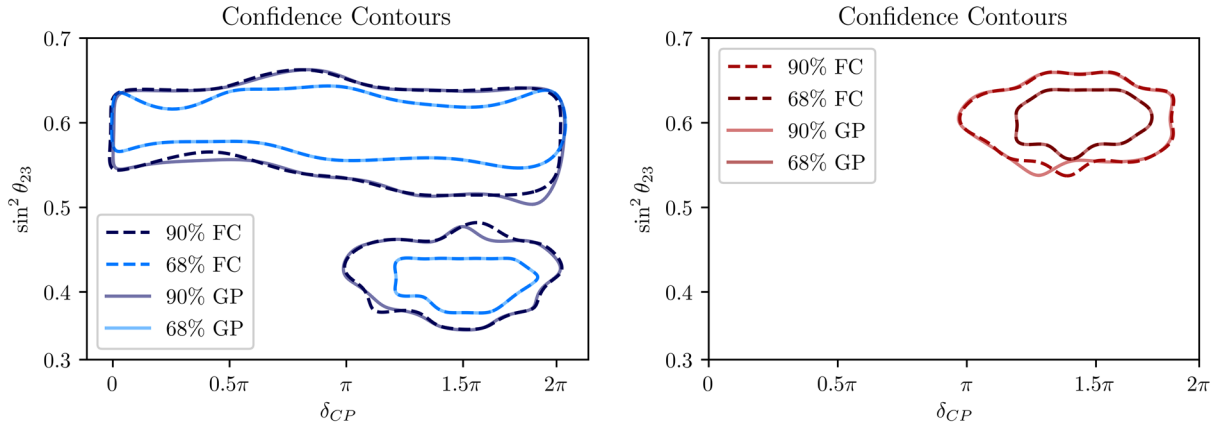 Confidence Contours
sin² θ₂₃
0.7
0.6
0.5
0.4
0.3
90% FC
68% FC
90% GP
68% GP
0
0.5π
π
1.5π
2π
δ_CP
Confidence Contours
sin² θ₂₃
0.7
0.6
0.5
0.4
0.3
90% FC
68% FC
90% GP
68% GP
0
0.5π
π
1.5π
2π
δ_CP